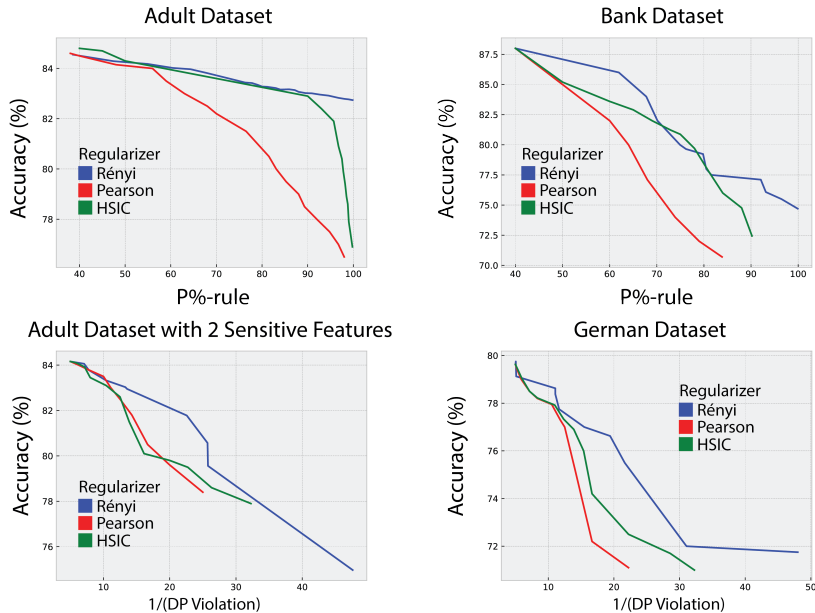 Adult Dataset
Accuracy (%)
84
82
80
78
Regularizer
Rényi
Pearson
HSIC
40 50 60 70 80 90 100
P%-rule
Bank Dataset
Accuracy (%)
87.5
85.0
82.5
80.0
77.5
75.0
72.5
70.0
Regularizer
Rényi
Pearson
HSIC
40 50 60 70 80 90 100
P%-rule
Adult Dataset with 2 Sensitive Features
Accuracy (%)
84
82
80
78
76
Regularizer
Rényi
Pearson
HSIC
10 20 30 40
1/(DP Violation)
German Dataset
Accuracy (%)
80
78
76
74
72
Regularizer
Rényi
Pearson
HSIC
10 20 30 40 50
1/(DP Violation)